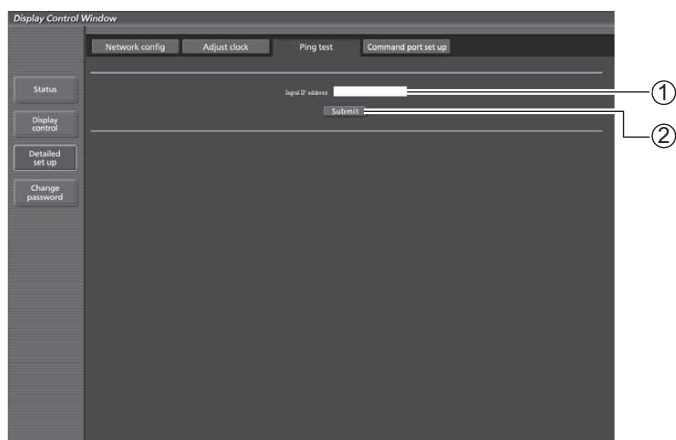 Display Control Window
Network config
Adjust clock
Ping test
Command port set up
Status
Input IP address
①
Submit
②
Display
control
Detailed
set up
Change
password